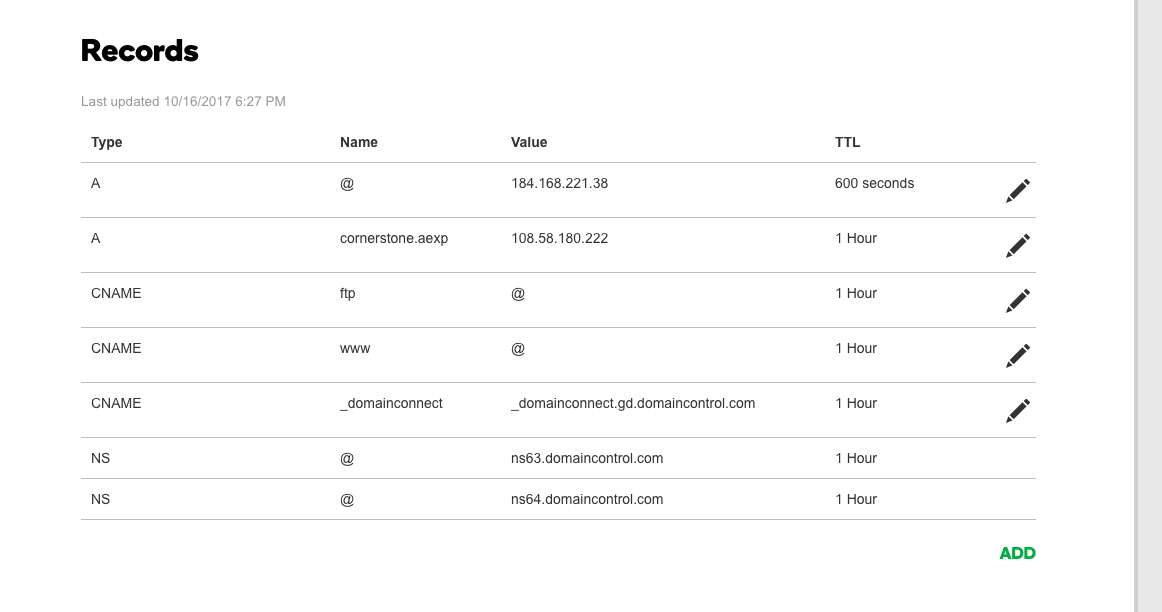 Records
Last updated 10/16/2017 6:27 PM
Type Name Value TTL
A @ 184.168.221.38 600 seconds
A cornerstone.aexp 108.58.180.222 1 Hour
CNAME ftp @ 1 Hour
CNAME www @ 1 Hour
CNAME _domainconnect _domainconnect.gd.domaincontrol.com 1 Hour
NS @ ns63.domaincontrol.com 1 Hour
NS @ ns64.domaincontrol.com 1 Hour
ADD